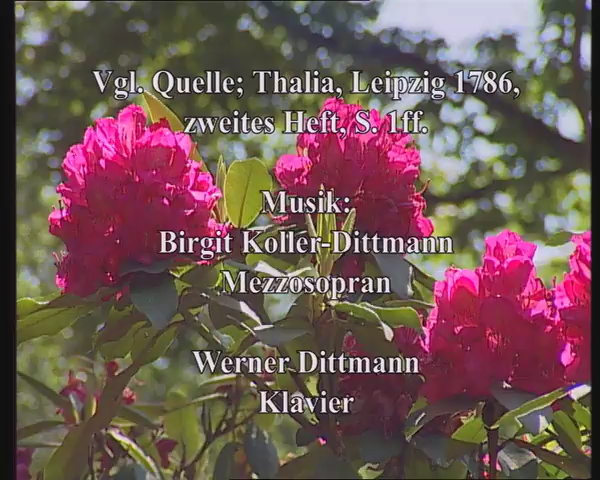 Vgl. Quelle; Thalia, Leipzig 1786,
zweites Heft, S. 1ff.
Musik:
Birgit Koller-Dittmann
Mezzosopran
Werner Dittmann
Klavier